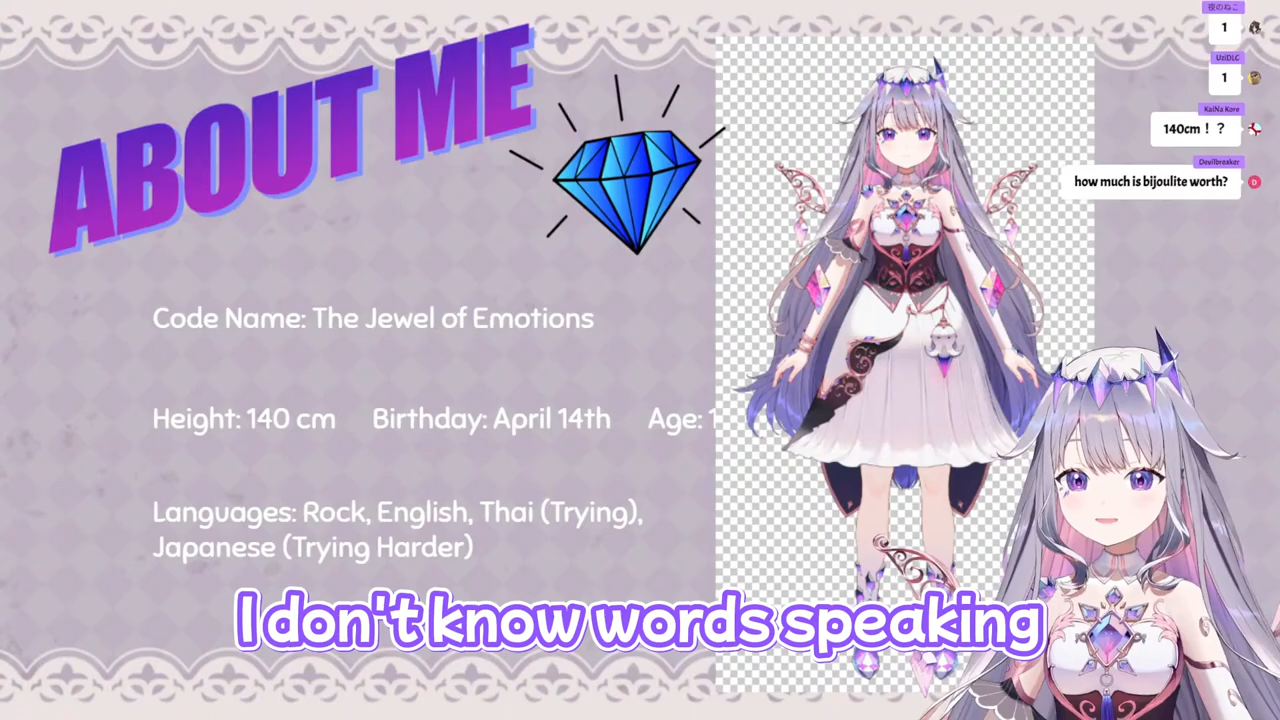 ABOUT ME
Code Name: The Jewel of Emotions
Height: 140 cm Birthday: April 14th Age: 1
Languages: Rock, English, Thai (Trying),
Japanese (Trying Harder)
I don't know words speaking
夜のねこ
1
UziDLC
1
KaiNa Kore
140cm！？
Devilbreaker
how much is bijoulite worth?
D